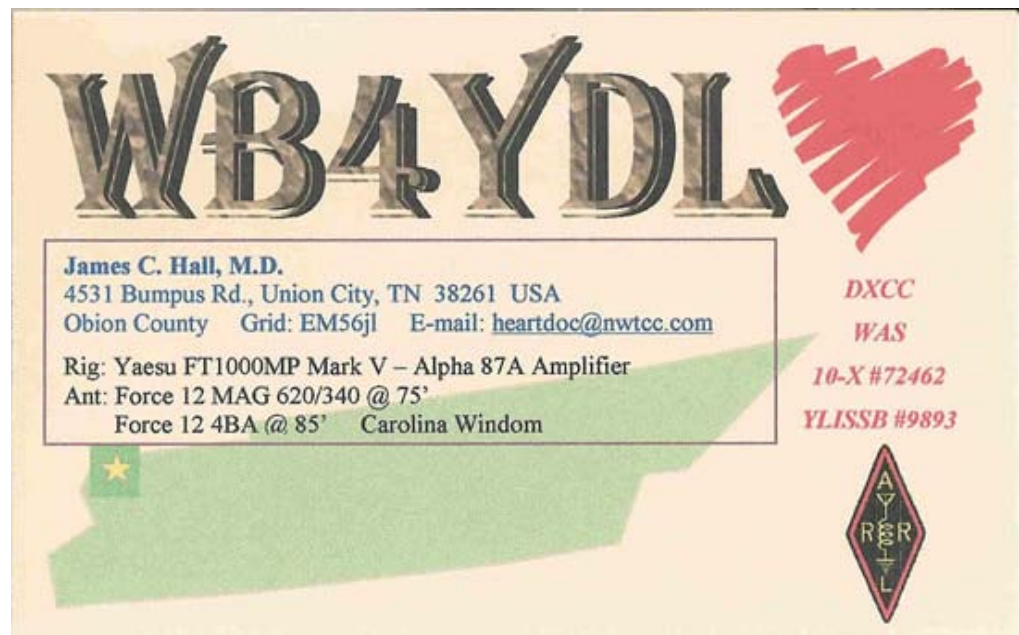 WB4YDL
James C. Hall, M.D.
4531 Bumpus Rd., Union City, TN 38261 USA
Obion County Grid: EM56jl E-mail: heartdoc@nwtcc.com
Rig: Yaesu FT1000MP Mark V – Alpha 87A Amplifier
Ant: Force 12 MAG 620/340 @ 75'
Force 12 4BA @ 85' Carolina Windom
DXCC
WAS
10-X #72462
YLISSB #9893
A
R R
L